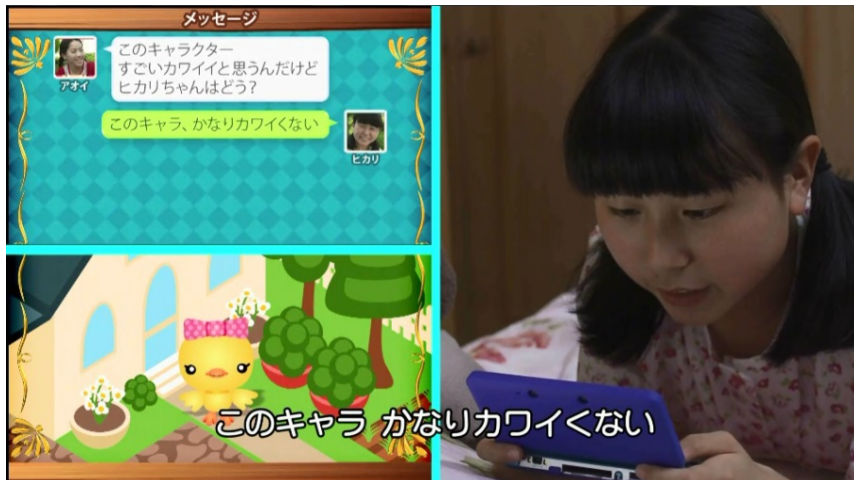 メッセージ
このキャラクター
すごいカワイイと思うんだけど
ヒカリちゃんはどう?
アオイ
このキャラ、かなりカワイくない
ヒカリ
このキャラ かなりカワイくない